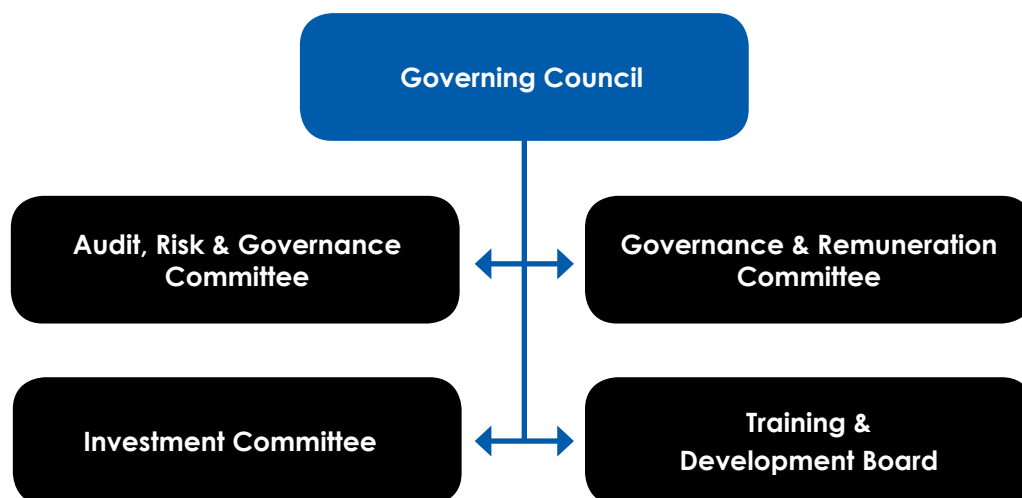 Governing Council
Audit, Risk & Governance
Committee
Governance & Remuneration
Committee
Investment Committee
Training &
Development Board